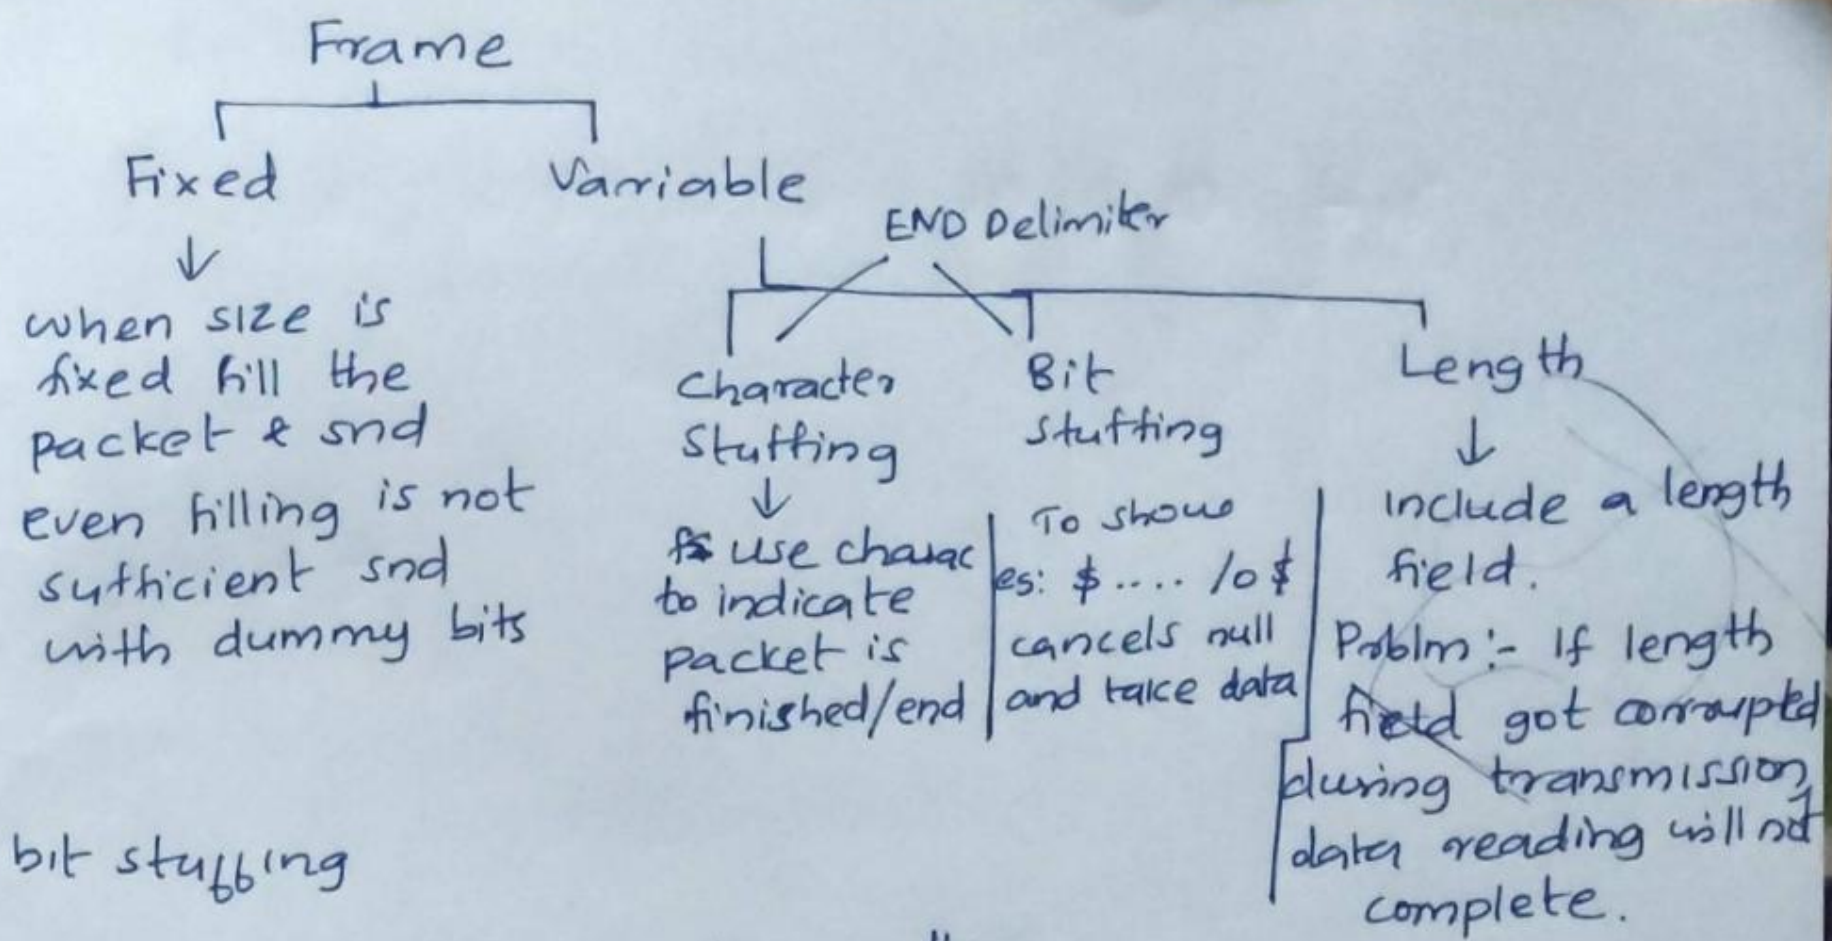 Frame
Fixed
Variable
END Delimiter
when size is
fixed fill the
packet & snd
even filling is not
sufficient snd
with dummy bits
Character
Stuffing
use charac
to indicate
packet is
finished/end
Bit
stuffing
To show
es: $ .... /o $
cancels null
and take data
Length
include a length
field.
Problm :- If length
field got corrupted
during transmission,
data reading will not
complete.
bit stuffing